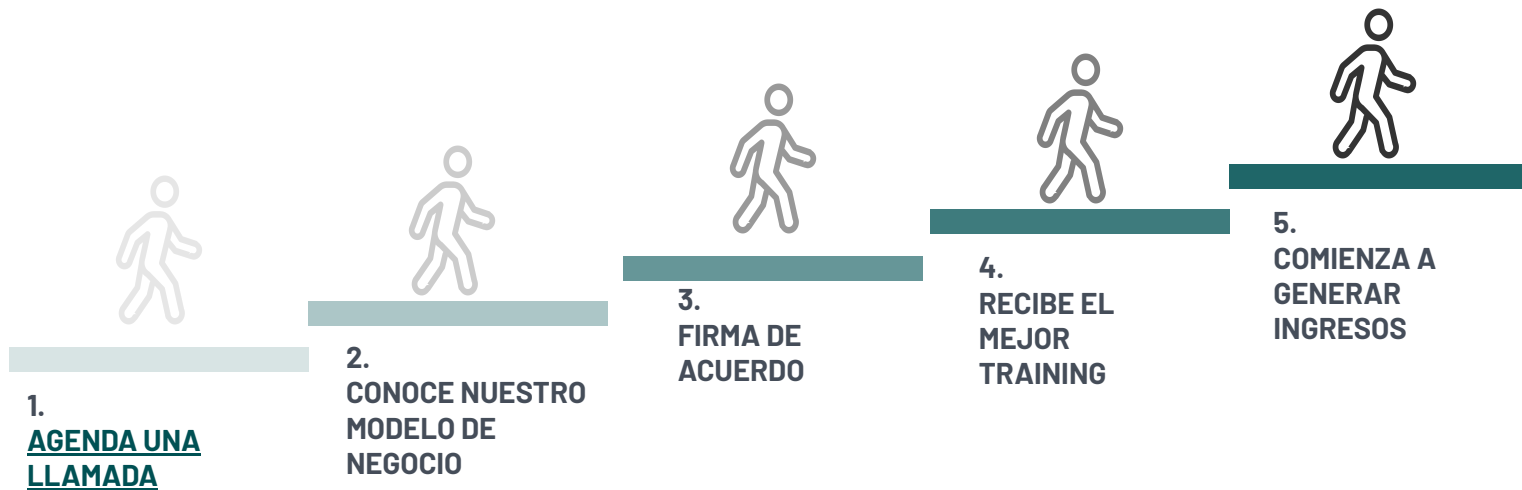 1.
AGENDA UNA
LLAMADA
2.
CONOCE NUESTRO
MODELO DE
NEGOCIO
3.
FIRMA DE
ACUERDO
4.
RECIBE EL
MEJOR
TRAINING
5.
COMIENZA A
GENERAR
INGRESOS